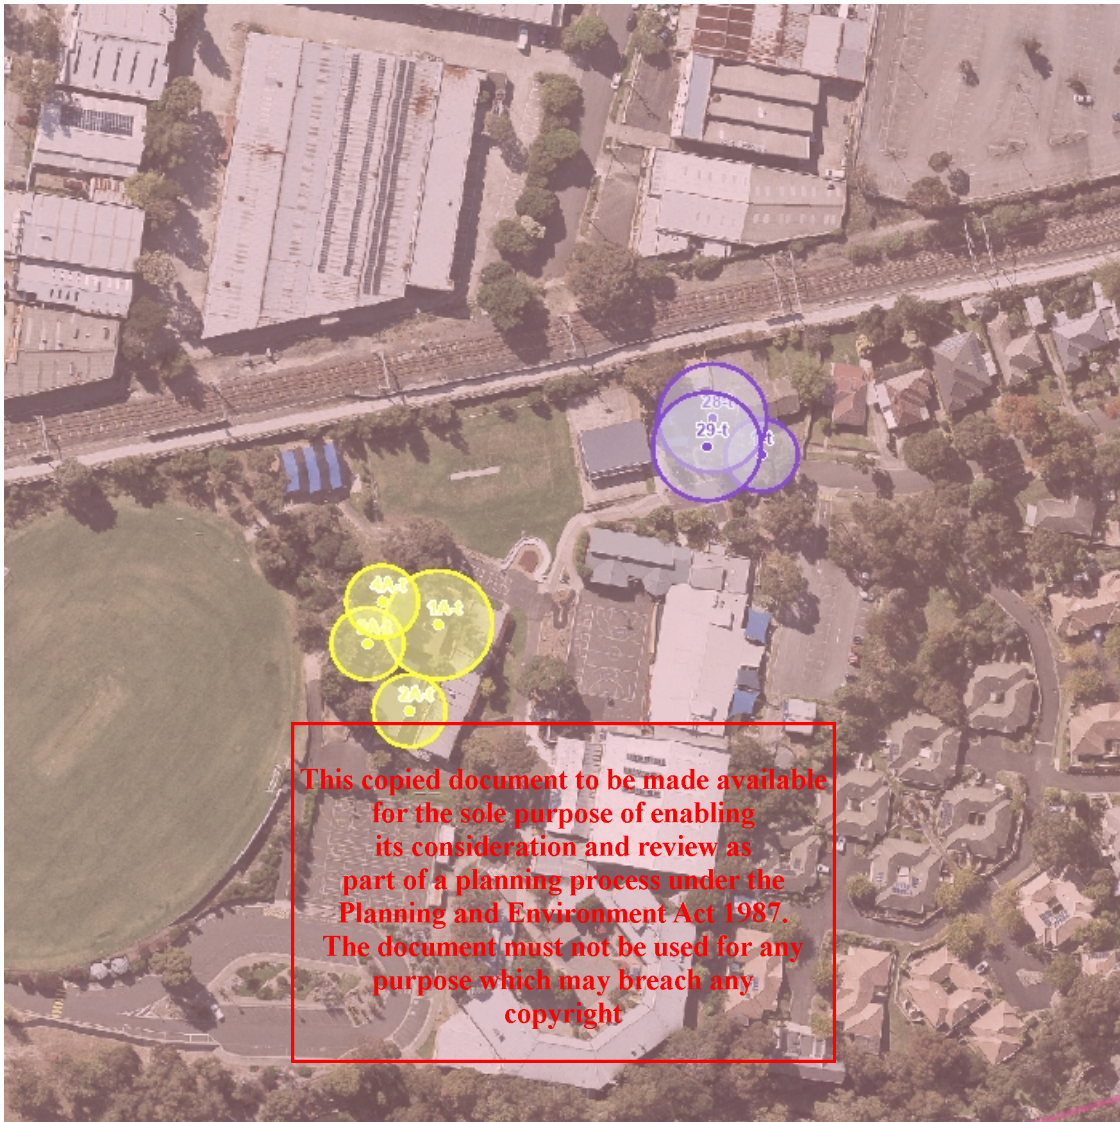 28-t
29-t
4A-t
1A-t
2A-t
This copied document to be made available
for the sole purpose of enabling
its consideration and review as
part of a planning process under the
Planning and Environment Act 1987.
The document must not be used for any
purpose which may breach any
copyright